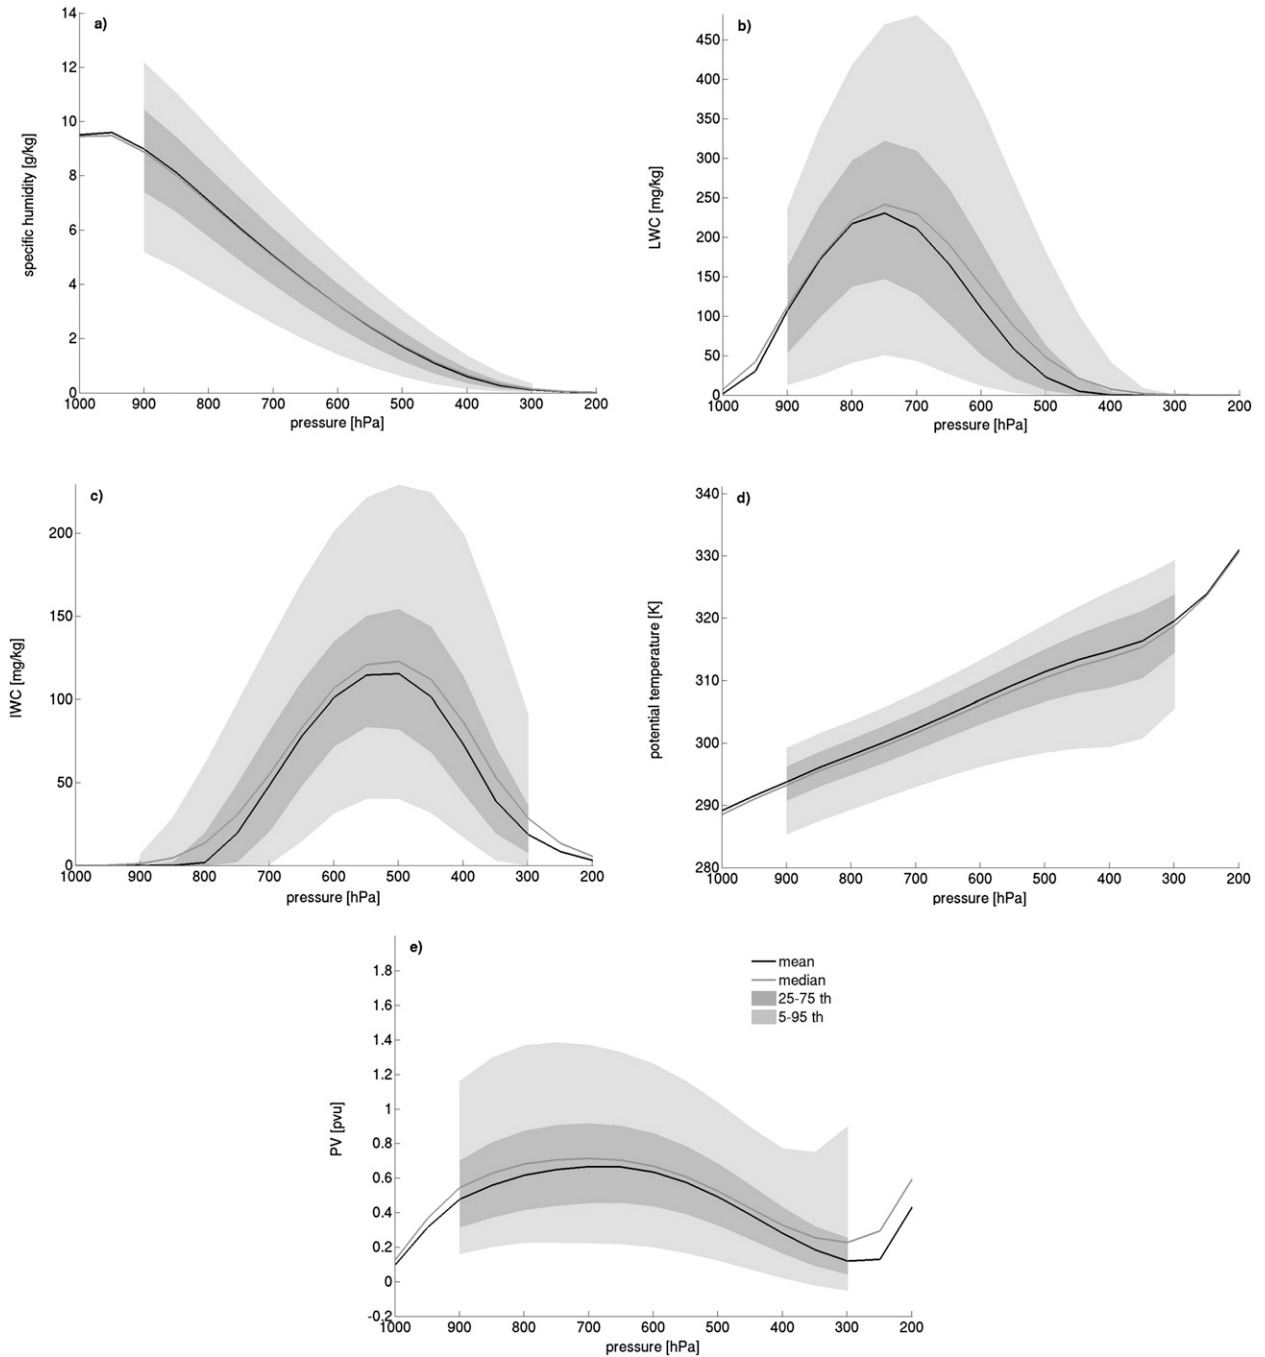 a)
14
12
10
8
6
4
2
0
specific humidity [g/kg]
1000 900 800 700 600 500 400 300 200
pressure [hPa]
b)
450
400
350
300
250
200
150
100
50
0
LWC [mg/kg]
1000 900 800 700 600 500 400 300 200
pressure [hPa]
c)
200
150
100
50
0
IWC [mg/kg]
1000 900 800 700 600 500 400 300 200
pressure [hPa]
d)
340
330
320
310
300
290
280
potential temperature [K]
1000 900 800 700 600 500 400 300 200
pressure [hPa]
e)
1.8
1.6
1.4
1.2
1
0.8
0.6
0.4
0.2
0
-0.2
PV [pvu]
1000 900 800 700 600 500 400 300 200
pressure [hPa]
mean
median
25-75 th
5-95 th